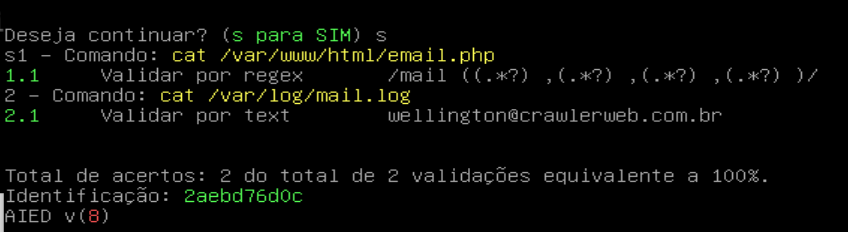 Deseja continuar? (s para SIM) s
s1 - Comando: cat /var/www/html/email.php
1.1 Validar por regex /mail ((.*?) ,(.*?) ,(.*?) ,(.*?) )/
2 - Comando: cat /var/log/mail.log
2.1 Validar por text wellington@crawlerweb.com.br
Total de acertos: 2 do total de 2 validações equivalente a 100%.
Identificação: 2aebd76d0c
AIED v(8)